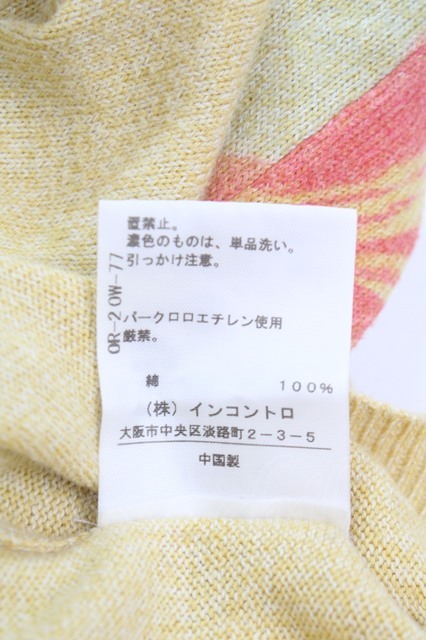 置禁止。
濃色のものは、単品洗い。
引っかけ注意。
パークロロエチレン使用
厳禁。
綿 100%
(株)インコントロ
大阪市中央区淡路町2-3-5
中国製
OR-20W-77